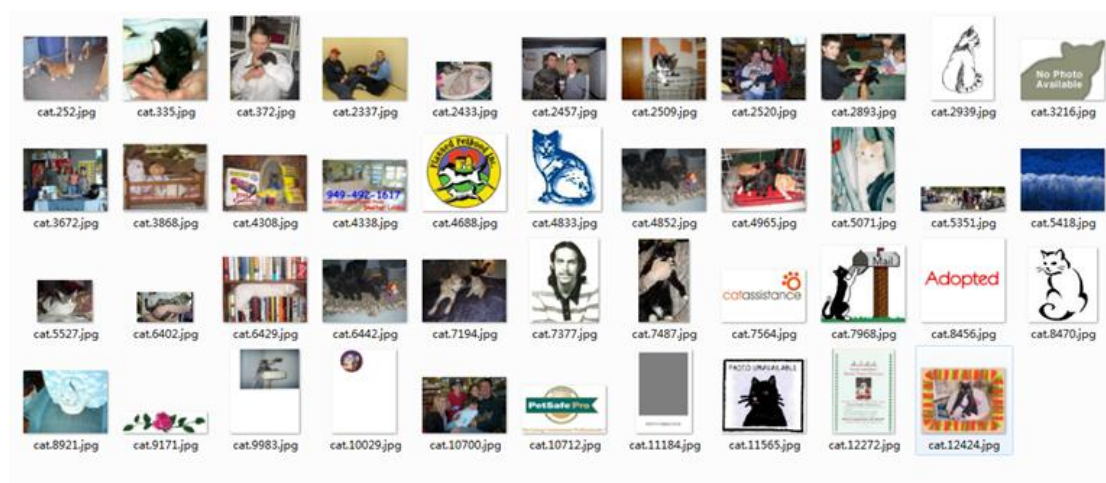 No Photo
Available
cat.252.jpg cat.335.jpg cat.372.jpg cat.2337.jpg cat.2433.jpg cat.2457.jpg cat.2509.jpg cat.2520.jpg cat.2893.jpg cat.2939.jpg cat.3216.jpg
Planned PetHood Inc.
949-492-1617
cat.3672.jpg cat.3868.jpg cat.4308.jpg cat.4338.jpg cat.4688.jpg cat.4833.jpg cat.4852.jpg cat.4965.jpg cat.5071.jpg cat.5351.jpg cat.5418.jpg
Mail
Adopted
catassistance
cat.5527.jpg cat.6402.jpg cat.6429.jpg cat.6442.jpg cat.7194.jpg cat.7377.jpg cat.7487.jpg cat.7564.jpg cat.7968.jpg cat.8456.jpg cat.8470.jpg
PHOTO UNAVAILABLE
PetSafe Pro
cat.8921.jpg cat.9171.jpg cat.9983.jpg cat.10029.jpg cat.10700.jpg cat.10712.jpg cat.11184.jpg cat.11565.jpg cat.12272.jpg cat.12424.jpg